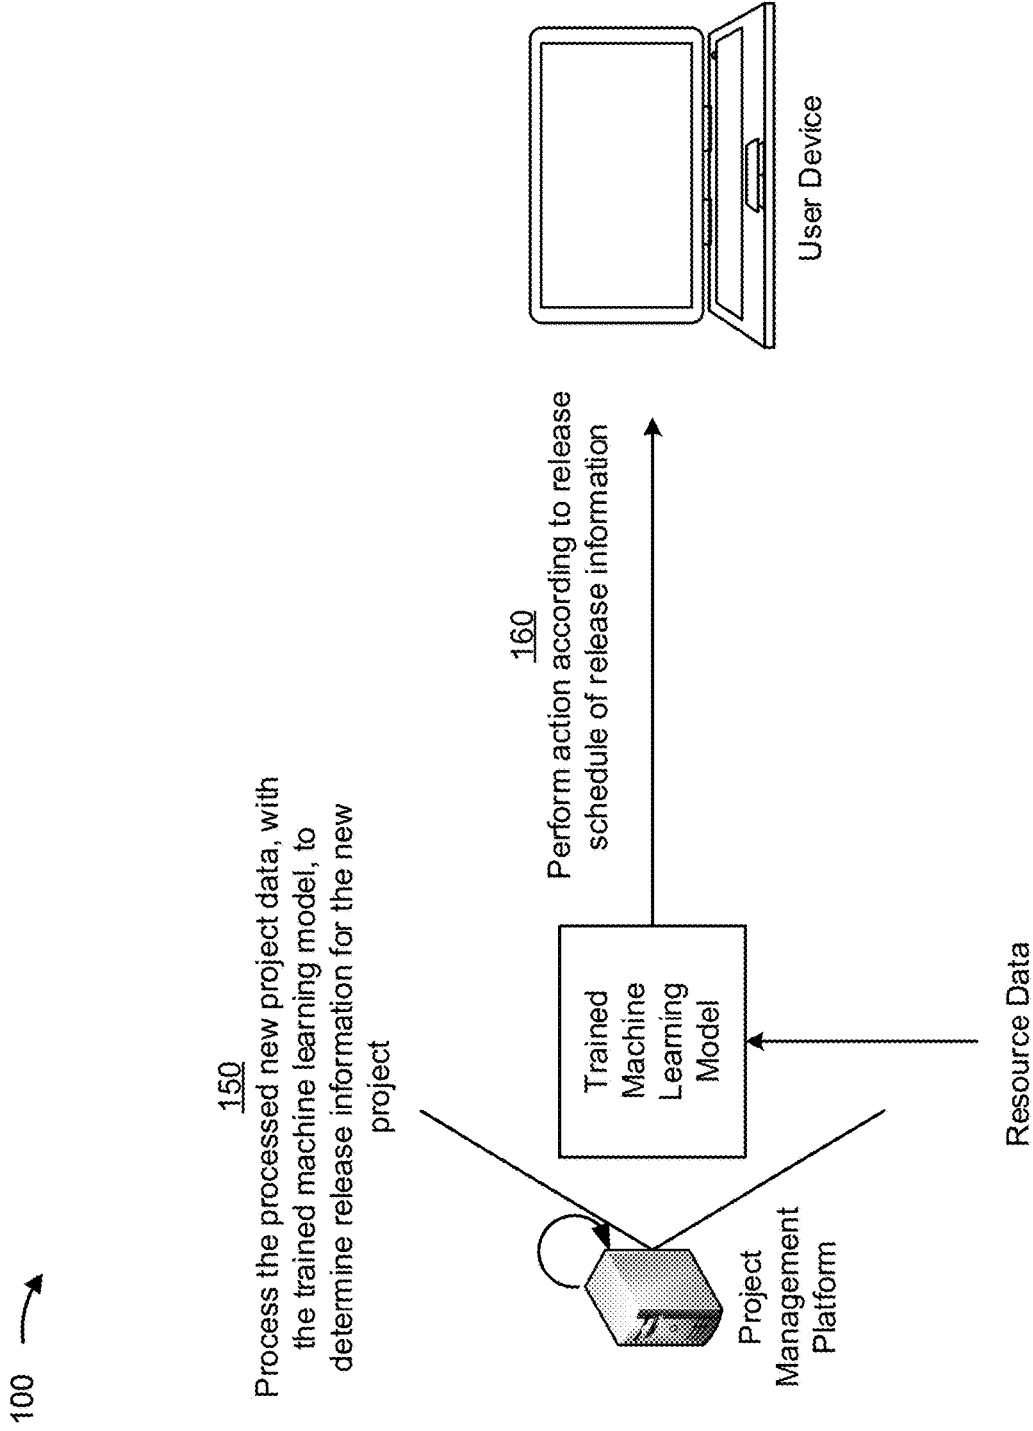 100
150
Process the processed new project data, with
the trained machine learning model, to
determine release information for the new
project
160
Perform action according to release
schedule of release information
Trained
Machine
Learning
Model
Project
Management
Platform
User Device
Resource Data